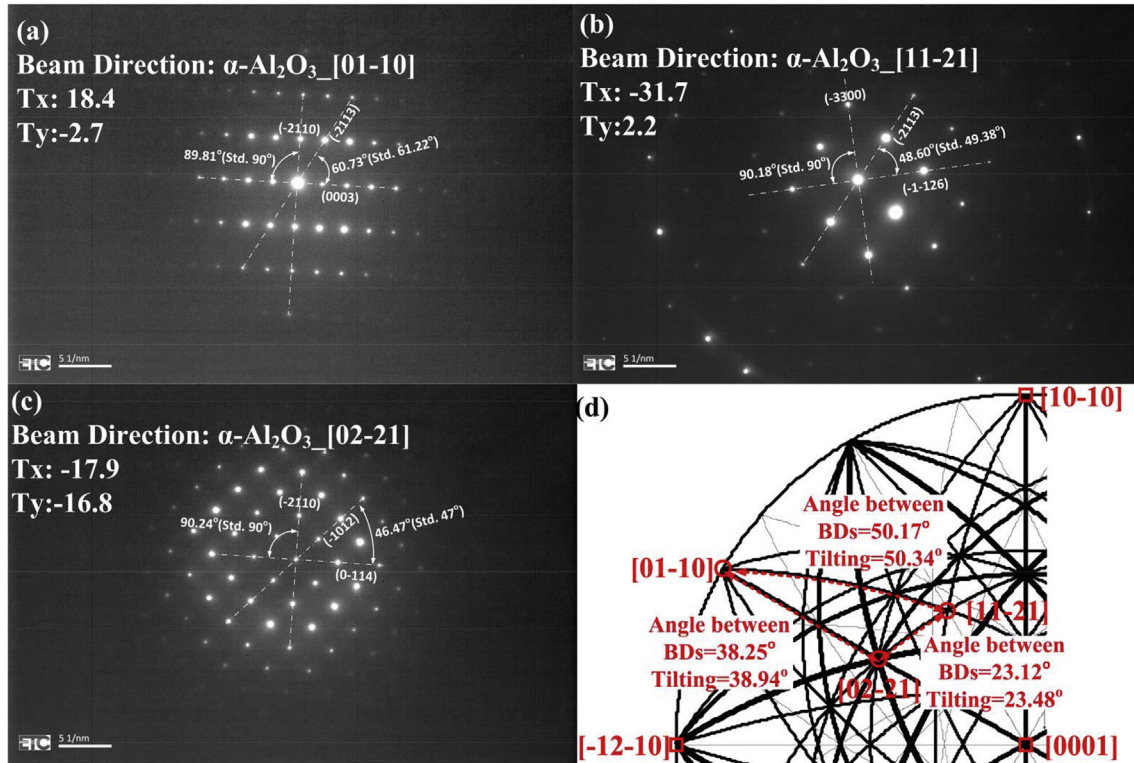 (a)
Beam Direction: α-Al₂O₃_[01-10]
Tx: 18.4
Ty:-2.7
(-2110)
(-2113)
89.81°(Std. 90°)
60.73°(Std. 61.22°)
(0003)
5 1/nm
(b)
Beam Direction: α-Al₂O₃_[11-21]
Tx: -31.7
Ty:2.2
(-3300)
(-2113)
90.18°(Std. 90°)
48.60°(Std. 49.38°)
(-1-126)
5 1/nm
(c)
Beam Direction: α-Al₂O₃_[02-21]
Tx: -17.9
Ty:-16.8
(-2110)
(-1012)
90.24°(Std. 90°)
46.47°(Std. 47°)
(0-114)
5 1/nm
(d)
[10-10]
Angle between
BDs=50.17°
Tilting=50.34°
[01-10]
[11-21]
Angle between
BDs=38.25°
Tilting=38.94°
Angle between
BDs=23.12°
Tilting=23.48°
[02-21]
[-12-10]
[0001]